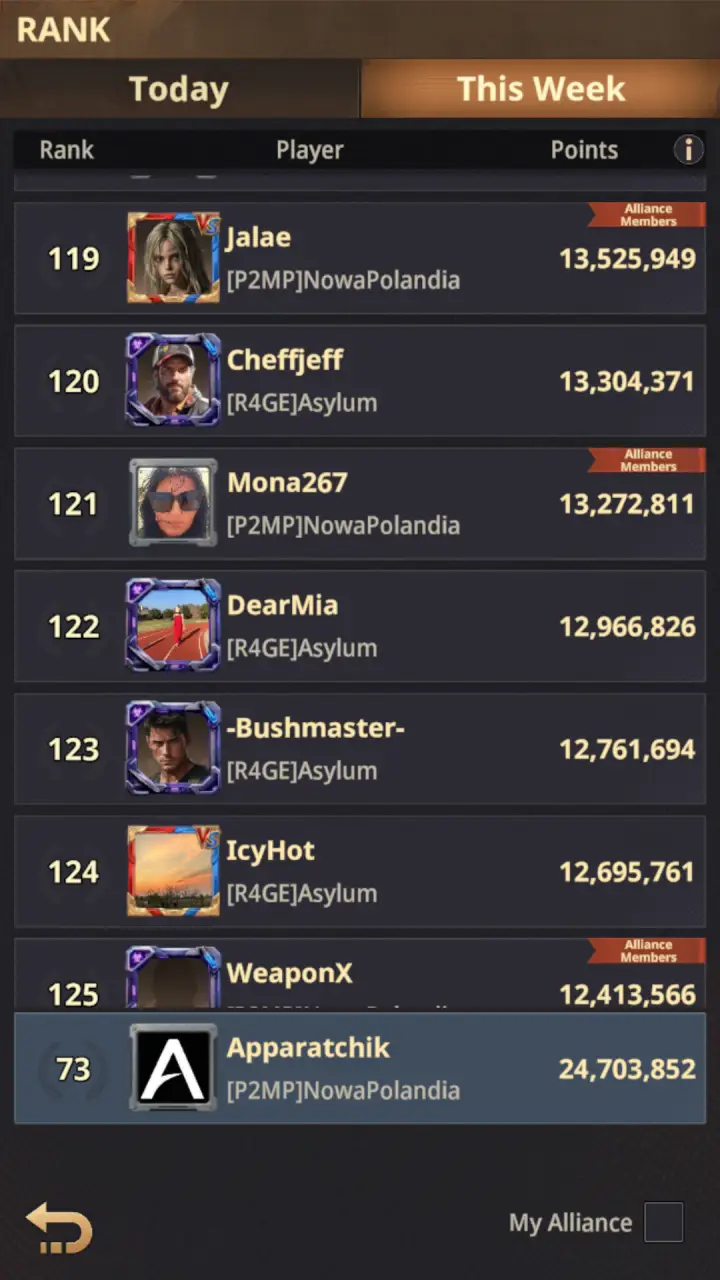 RANK
Today
This Week
Rank
Player
Points
i
119
VS
Jalae
[P2MP]NowaPolandia
Alliance
Members
13,525,949
120
Cheffjeff
[R4GE]Asylum
13,304,371
121
Mona267
[P2MP]NowaPolandia
Alliance
Members
13,272,811
122
DearMia
[R4GE]Asylum
12,966,826
123
-Bushmaster-
[R4GE]Asylum
12,761,694
124
VS
IcyHot
[R4GE]Asylum
12,695,761
125
WeaponX
Alliance
Members
12,413,566
73
Apparatchik
[P2MP]NowaPolandia
24,703,852
My Alliance